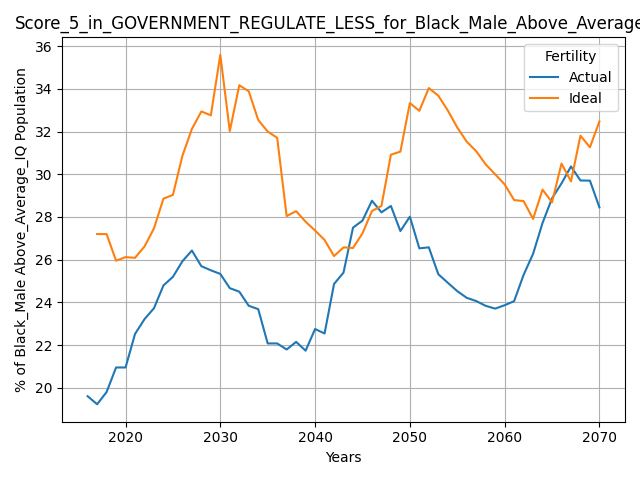 Score_5_in_GOVERNMENT_REGULATE_LESS_for_Black_Male_Above_Average
% of Black_Male Above_Average_IQ Population
36
34
32
30
28
26
24
22
20
Fertility
Actual
Ideal
2020
2030
2040
2050
2060
2070
Years